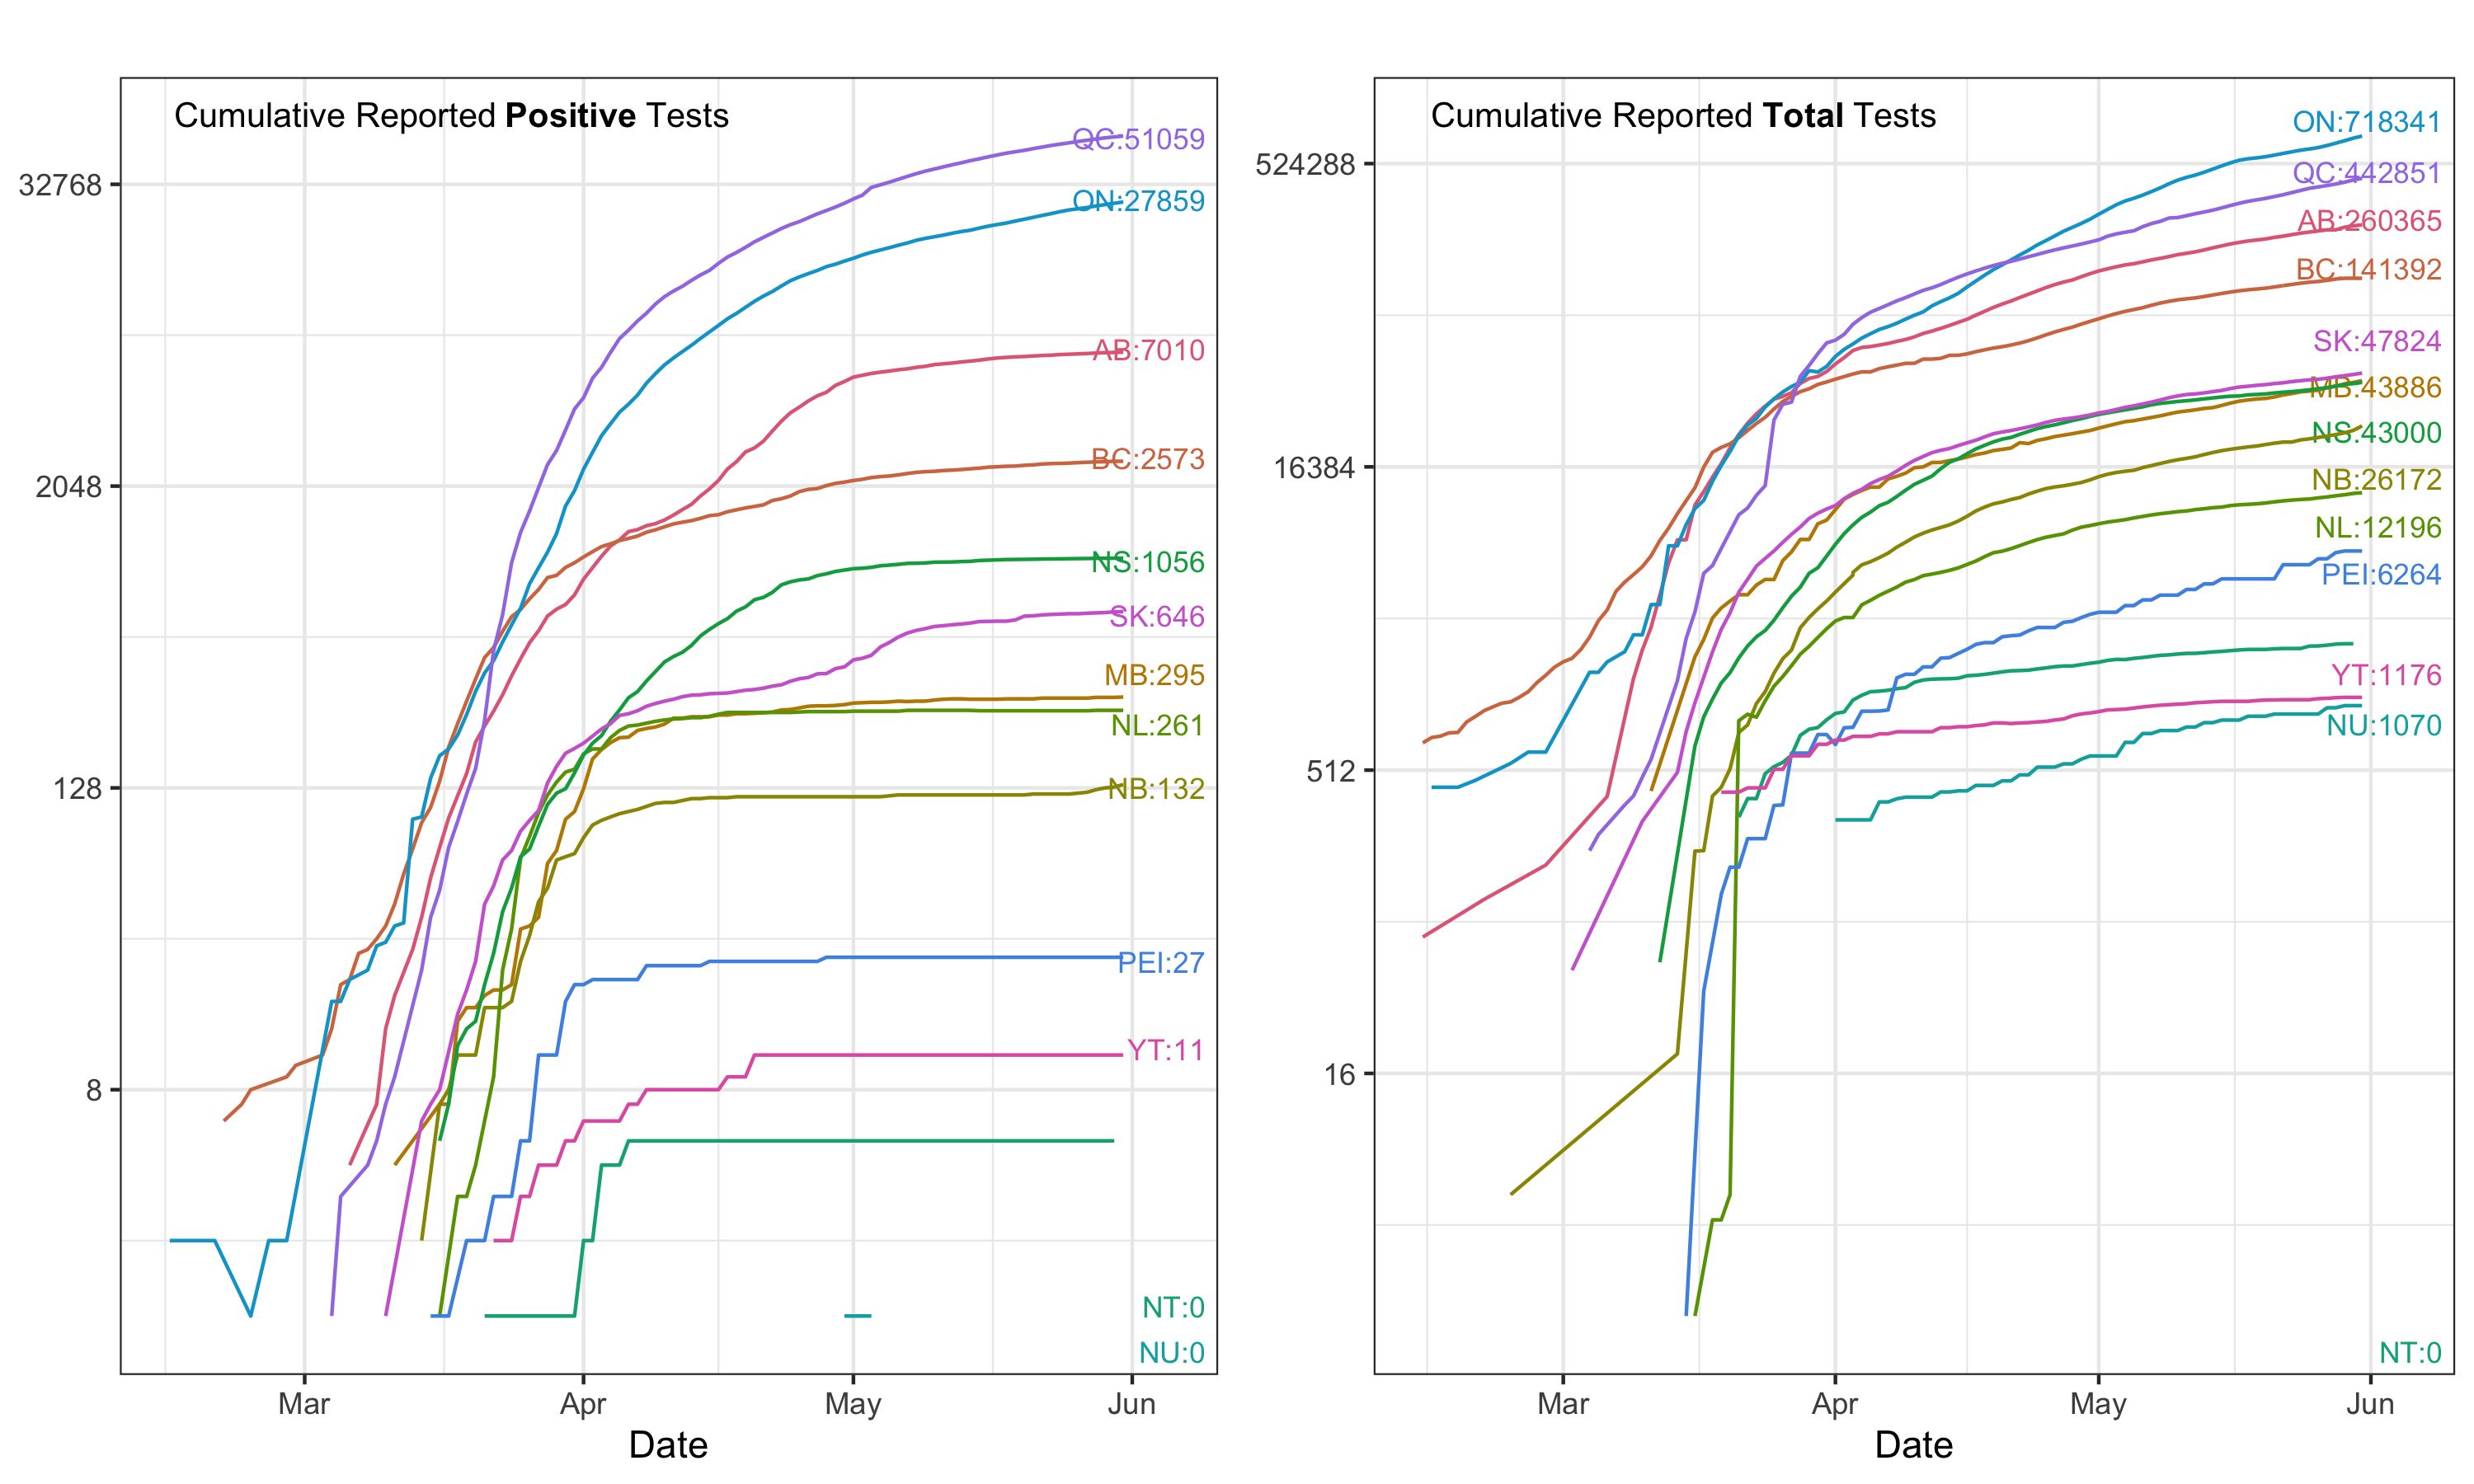 Cumulative Reported Positive Tests
32768
2048
128
8
QC:51059
ON:27859
AB:7010
BC:2573
NS:1056
SK:646
MB:295
NL:261
NB:132
PEI:27
YT:11
NT:0
NU:0
Mar Apr May Jun
Date
Cumulative Reported Total Tests
524288
16384
512
16
ON:718341
QC:442851
AB:260365
BC:141392
SK:47824
MB:43886
NS:43000
NB:26172
NL:12196
PEI:6264
YT:1176
NU:1070
NT:0
Mar Apr May Jun
Date